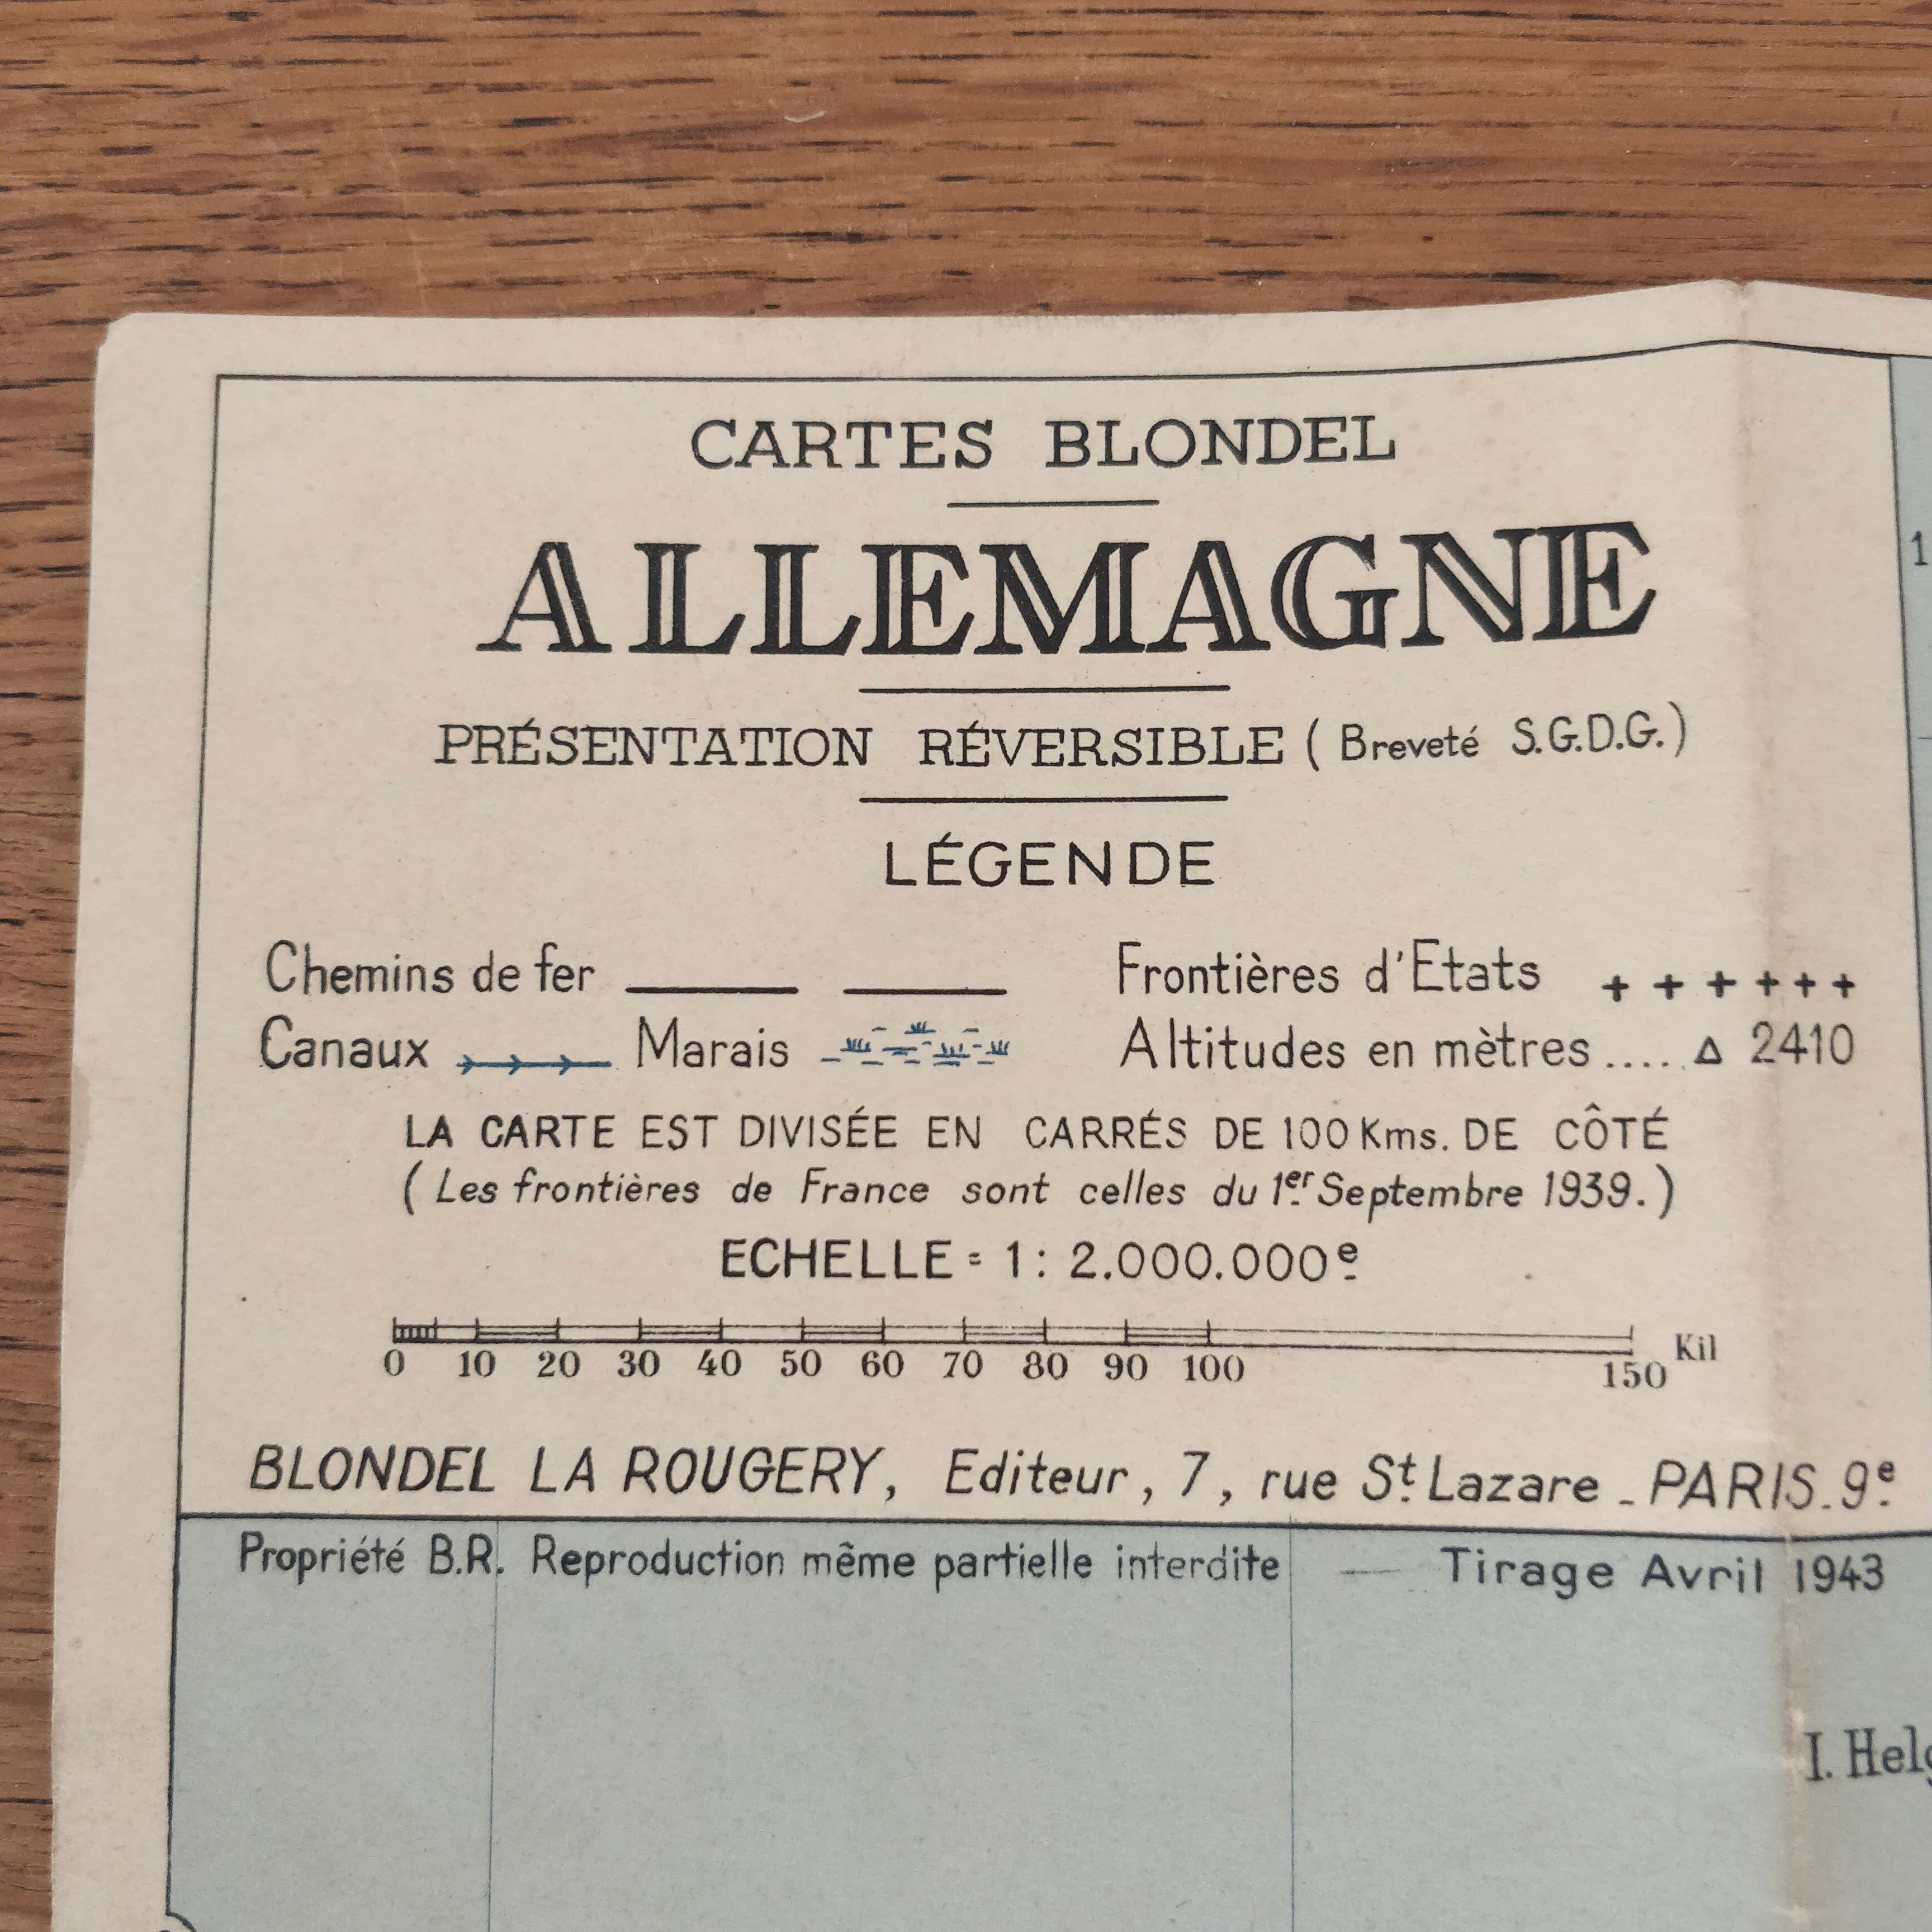 CARTES BLONDEL
ALLEMAGNE
PRÉSENTATION RÉVERSIBLE ( Breveté S.G.D.G.)
LÉGENDE
Chemins de fer
Frontières d'Etats + + + + + +
Canaux
Marais
Altitudes en mètres ..... Δ 2410
LA CARTE EST DIVISÉE EN CARRÉS DE 100 Kms. DE CÔTÉ
( Les frontières de France sont celles du 1er Septembre 1939. )
ECHELLE = 1 : 2.000.000e
0 10 20 30 40 50 60 70 80 90 100 150 Kil
BLONDEL LA ROUGERY, Editeur, 7, rue St Lazare _ PARIS_9e
Propriété B.R. Reproduction même partielle interdite — Tirage Avril 1943
1
I. Helg